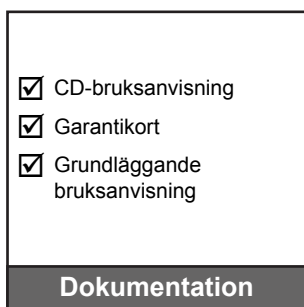 CD-bruksanvisning
Garantikort
Grundläggande
bruksanvisning
Dokumentation